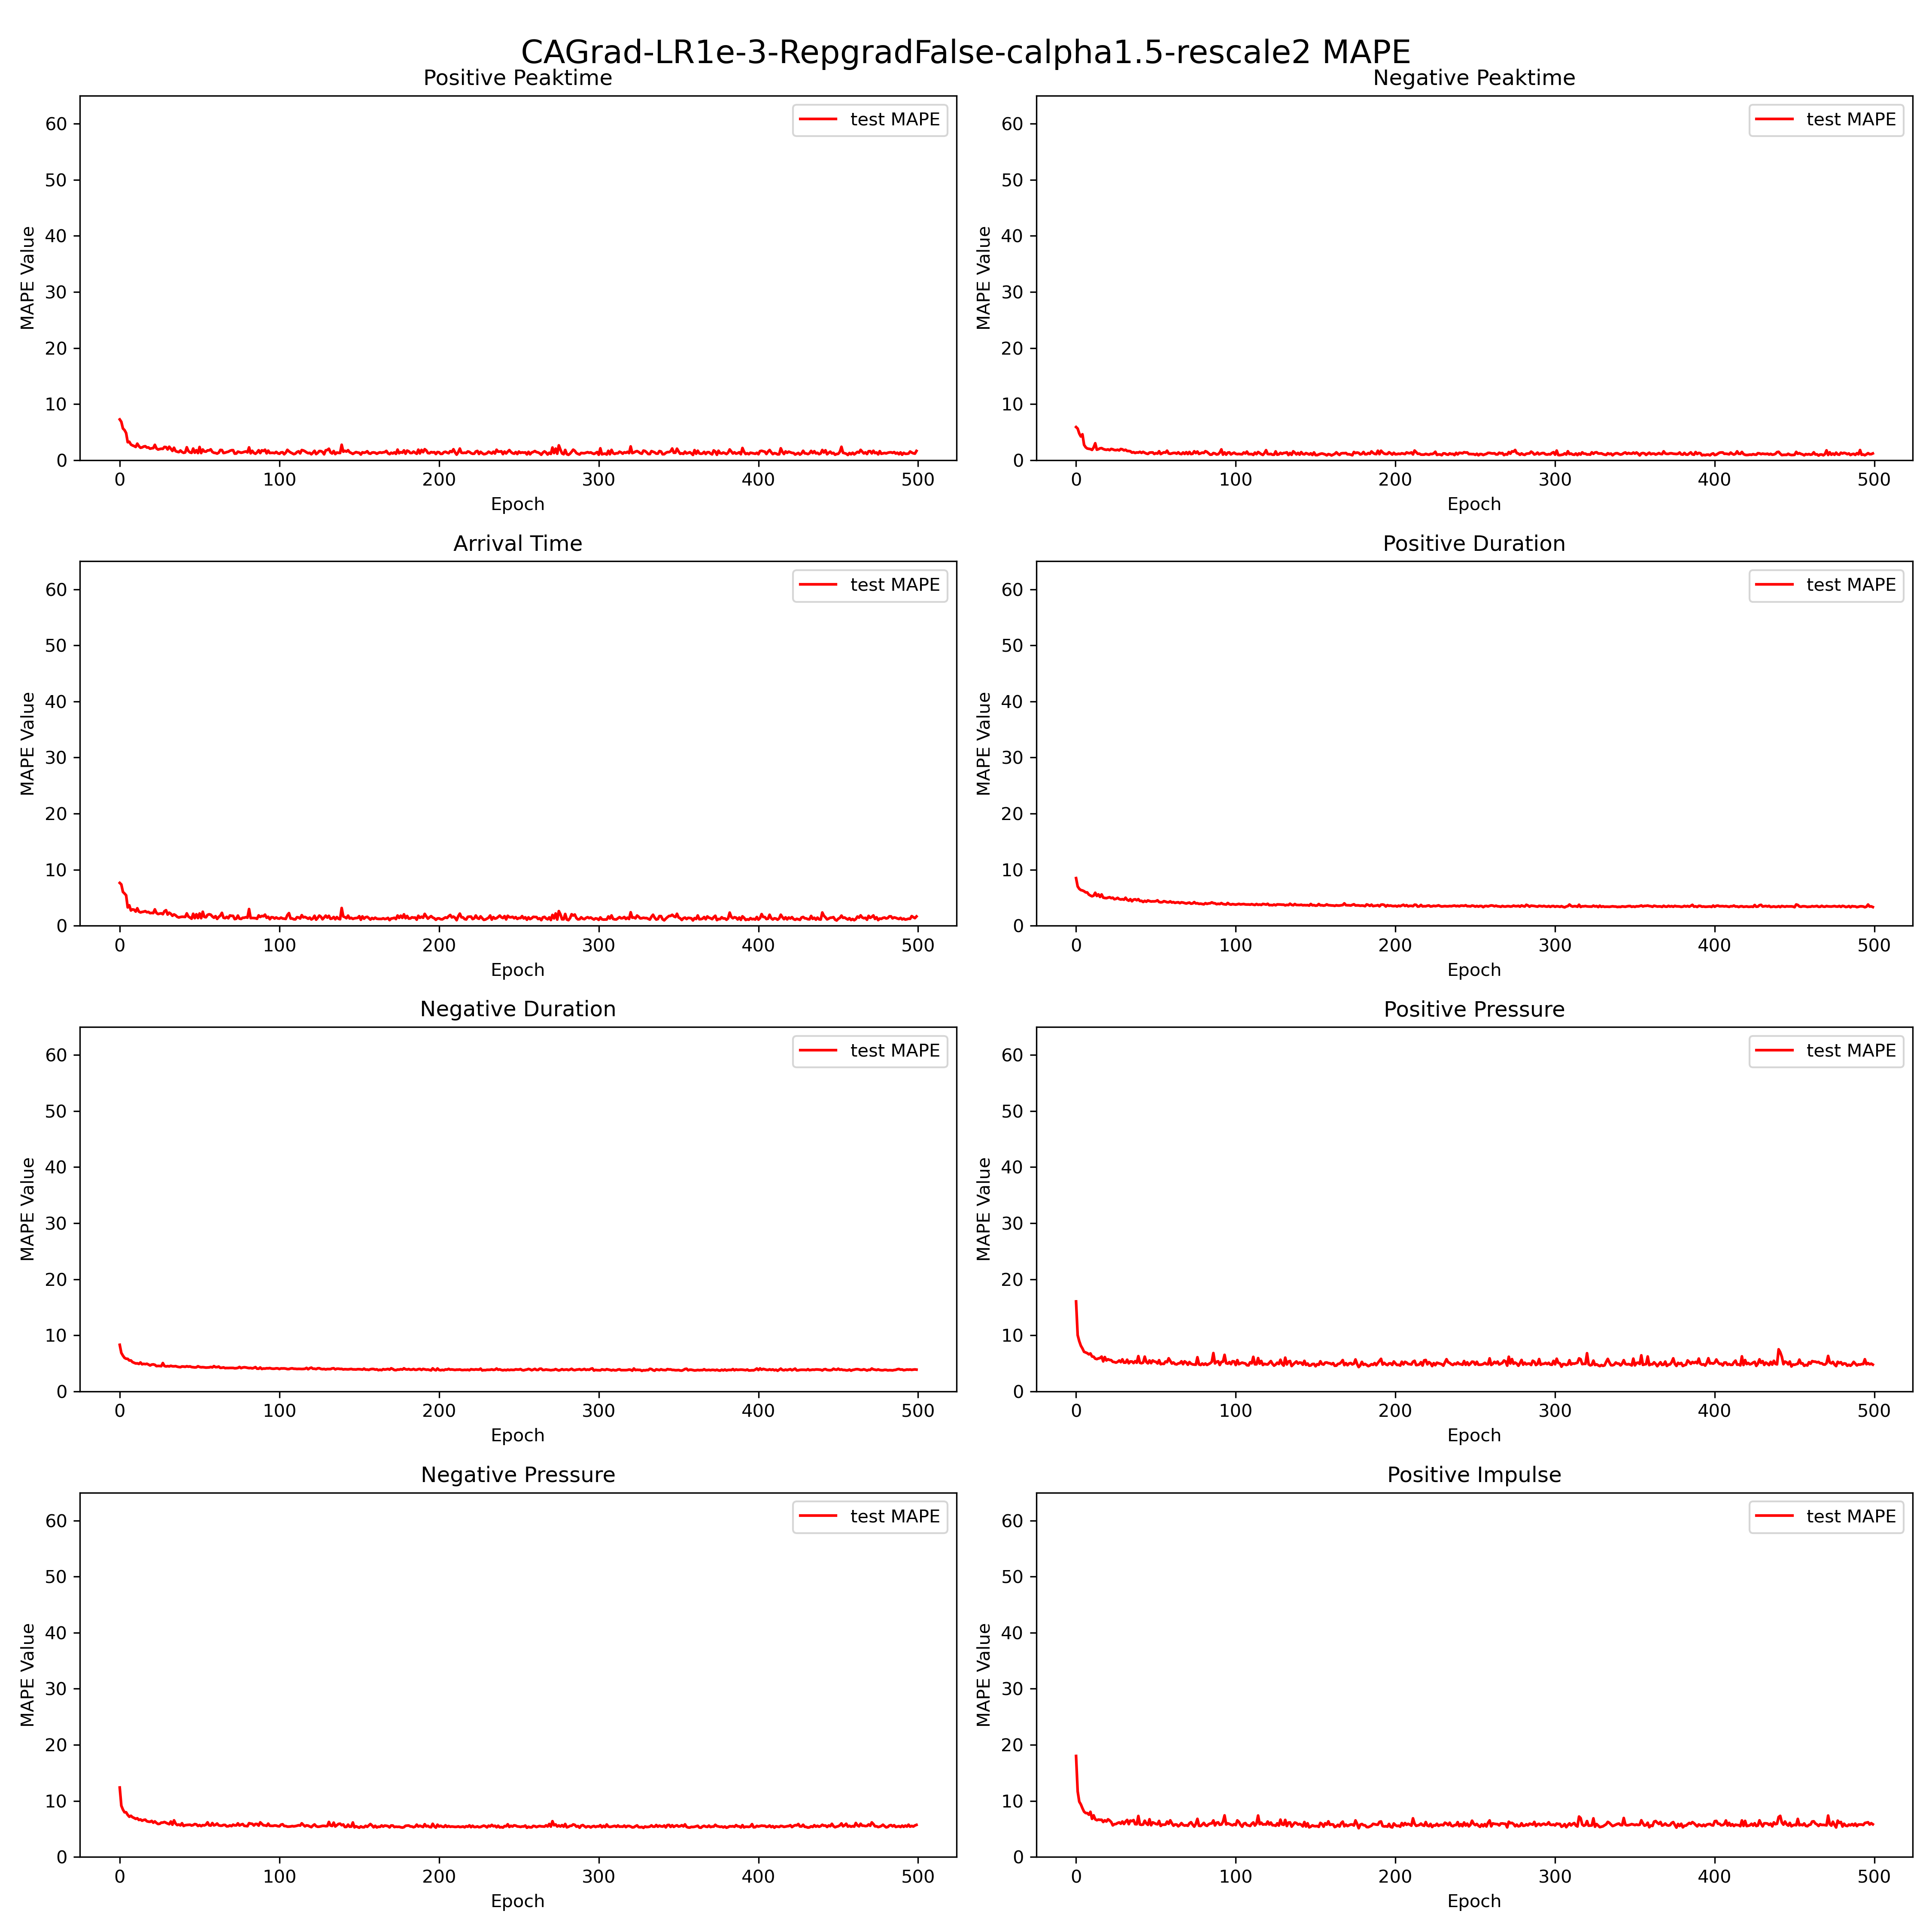 CAGrad-LR1e-3-RepgradFalse-calpha1.5-rescale2 MAPE
Positive Peaktime
test MAPE
MAPE Value
60
50
40
30
20
10
0
0 100 200 300 400 500
Epoch
Negative Peaktime
test MAPE
MAPE Value
60
50
40
30
20
10
0
0 100 200 300 400 500
Epoch
Arrival Time
test MAPE
MAPE Value
60
50
40
30
20
10
0
0 100 200 300 400 500
Epoch
Positive Duration
test MAPE
MAPE Value
60
50
40
30
20
10
0
0 100 200 300 400 500
Epoch
Negative Duration
test MAPE
MAPE Value
60
50
40
30
20
10
0
0 100 200 300 400 500
Epoch
Positive Pressure
test MAPE
MAPE Value
60
50
40
30
20
10
0
0 100 200 300 400 500
Epoch
Negative Pressure
test MAPE
MAPE Value
60
50
40
30
20
10
0
0 100 200 300 400 500
Epoch
Positive Impulse
test MAPE
MAPE Value
60
50
40
30
20
10
0
0 100 200 300 400 500
Epoch